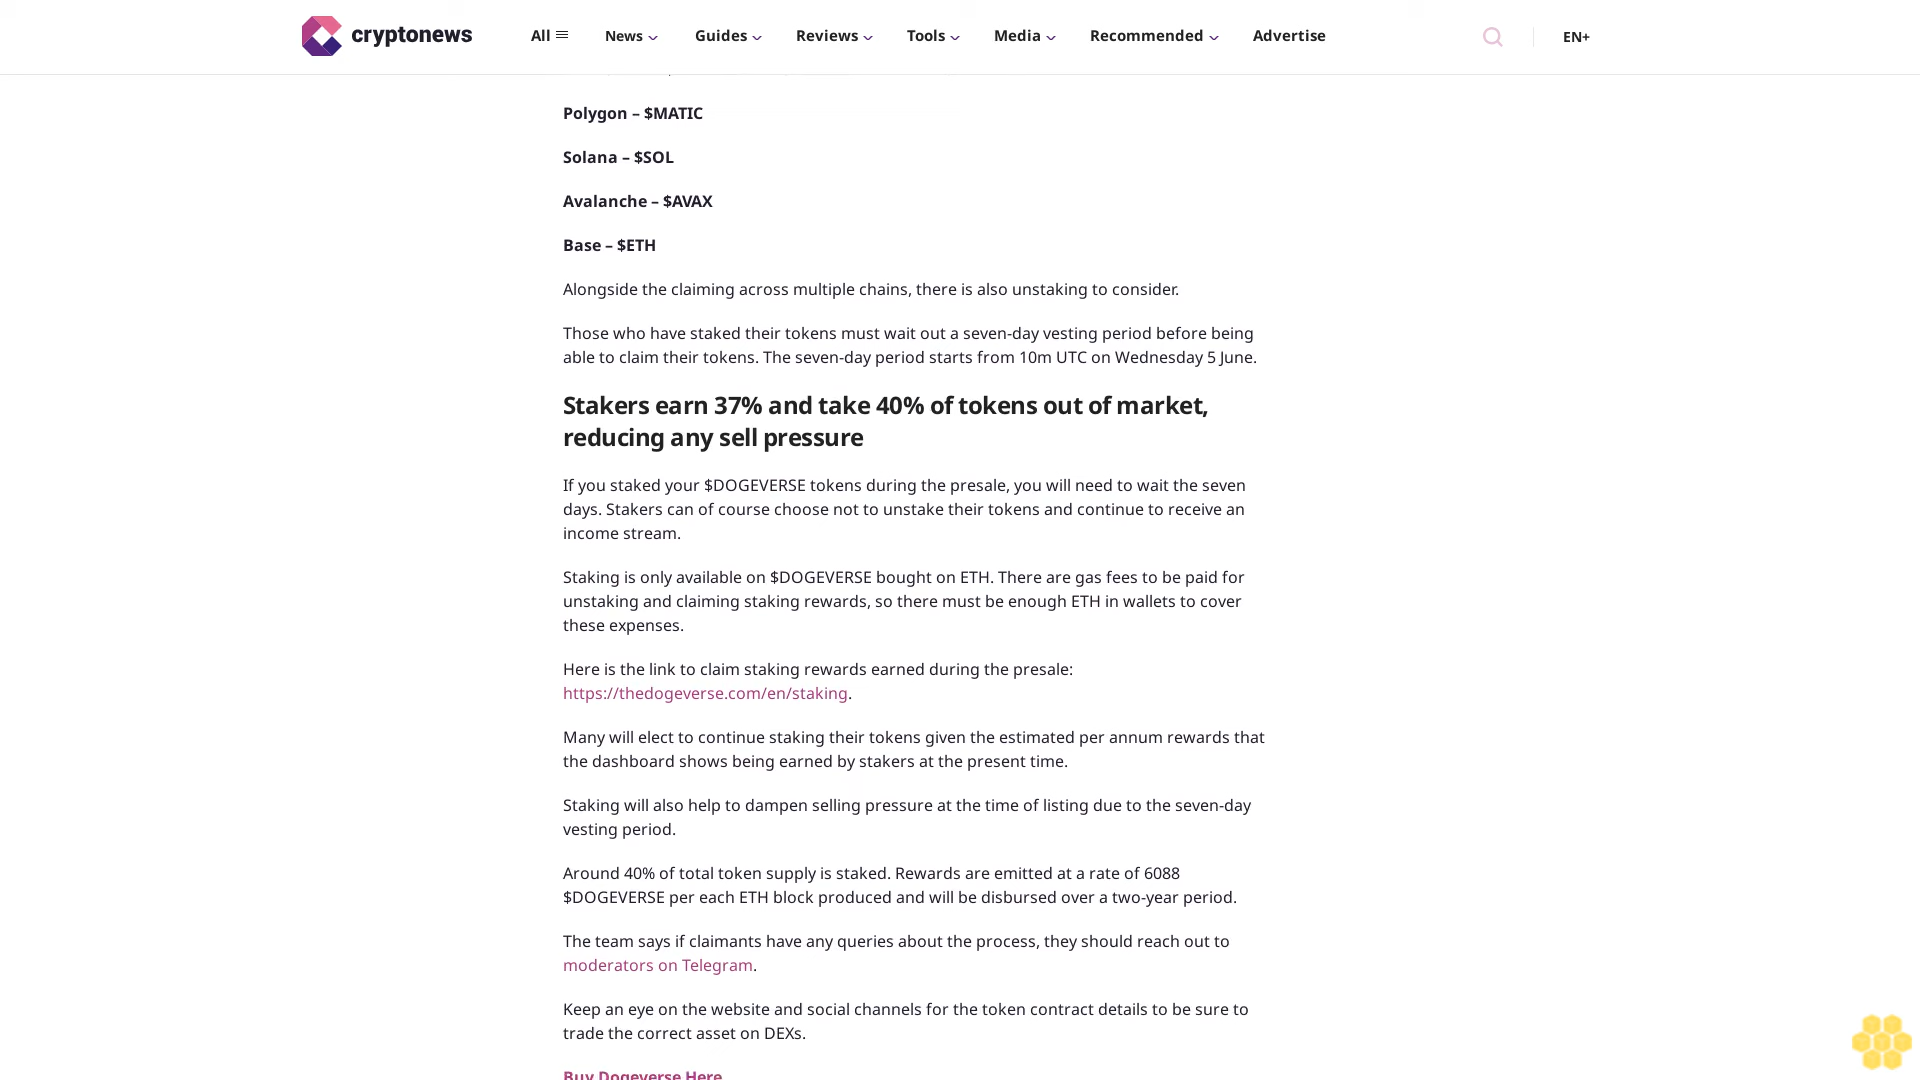 cryptonews
All
News
Guides
Reviews
Tools
Media
Recommended
Advertise
EN+
Polygon – $MATIC
Solana – $SOL
Avalanche – $AVAX
Base – $ETH
Alongside the claiming across multiple chains, there is also unstaking to consider.
Those who have staked their tokens must wait out a seven-day vesting period before being
able to claim their tokens. The seven-day period starts from 10m UTC on Wednesday 5 June.
Stakers earn 37% and take 40% of tokens out of market,
reducing any sell pressure
If you staked your $DOGEVERSE tokens during the presale, you will need to wait the seven
days. Stakers can of course choose not to unstake their tokens and continue to receive an
income stream.
Staking is only available on $DOGEVERSE bought on ETH. There are gas fees to be paid for
unstaking and claiming staking rewards, so there must be enough ETH in wallets to cover
these expenses.
Here is the link to claim staking rewards earned during the presale:
https://thedogeverse.com/en/staking.
Many will elect to continue staking their tokens given the estimated per annum rewards that
the dashboard shows being earned by stakers at the present time.
Staking will also help to dampen selling pressure at the time of listing due to the seven-day
vesting period.
Around 40% of total token supply is staked. Rewards are emitted at a rate of 6088
$DOGEVERSE per each ETH block produced and will be disbursed over a two-year period.
The team says if claimants have any queries about the process, they should reach out to
moderators on Telegram.
Keep an eye on the website and social channels for the token contract details to be sure to
trade the correct asset on DEXs.
Buy Dogeverse Here